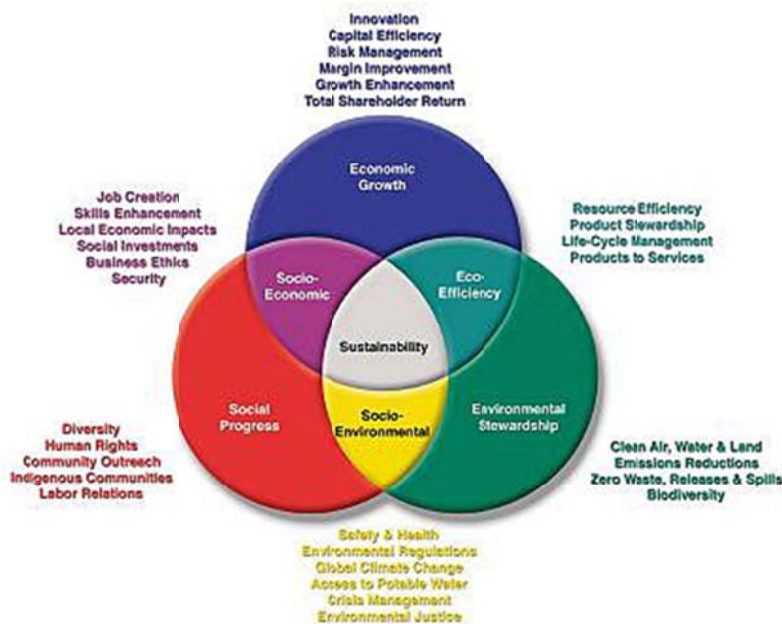 Innovation
Capital Efficiency
Risk Management
Margin Improvement
Growth Enhancement
Total Shareholder Return
Economic
Growth
Job Creation
Skills Enhancement
Local Economic Impacts
Social Investments
Business Ethics
Security
Resource Efficiency
Product Stewardship
Life-Cycle Management
Products to Services
Socio-
Economic
Eco-
Efficiency
Sustainability
Social
Progress
Socio-
Environmental
Environmental
Stewardship
Diversity
Human Rights
Community Outreach
Indigenous Communities
Labor Relations
Clean Air, Water & Land
Emissions Reductions
Zero Waste, Releases & Spills
Biodiversity
Safety & Health
Environmental Regulations
Global Climate Change
Access to Potable Water
Crisis Management
Environmental Justice